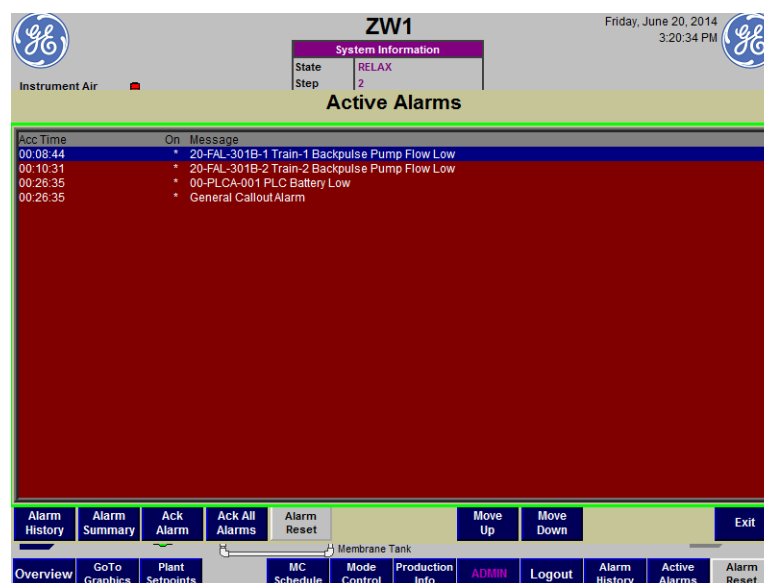 ZW1
Friday, June 20, 2014
3:20:34 PM
System Information
State RELAX
Step 2
Instrument Air
Active Alarms
Acc Time On Message
00:08:44 * 20-FAL-301B-1 Train-1 Backpulse Pump Flow Low
00:10:31 * 20-FAL-301B-2 Train-2 Backpulse Pump Flow Low
00:26:35 * 00-PLCA-001 PLC Battery Low
00:26:35 * General Callout Alarm
Alarm History
Alarm Summary
Ack Alarm
Ack All Alarms
Alarm Reset
Move Up
Move Down
Exit
Membrane Tank
Overview
GoTo Graphics
Plant Setpoints
MC Schedule
Mode Control
Production Info
ADMIN
Logout
Alarm History
Active Alarms
Alarm Reset